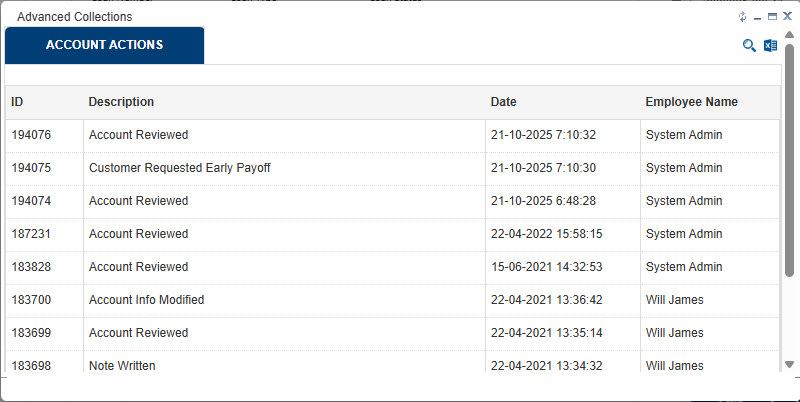 Advanced Collections
ACCOUNT ACTIONS
ID Description Date Employee Name
194076 Account Reviewed 21-10-2025 7:10:32 System Admin
194075 Customer Requested Early Payoff 21-10-2025 7:10:30 System Admin
194074 Account Reviewed 21-10-2025 6:48:28 System Admin
187231 Account Reviewed 22-04-2022 15:58:15 System Admin
183828 Account Reviewed 15-06-2021 14:32:53 System Admin
183700 Account Info Modified 22-04-2021 13:36:42 Will James
183699 Account Reviewed 22-04-2021 13:35:14 Will James
183698 Note Written 22-04-2021 13:34:32 Will James